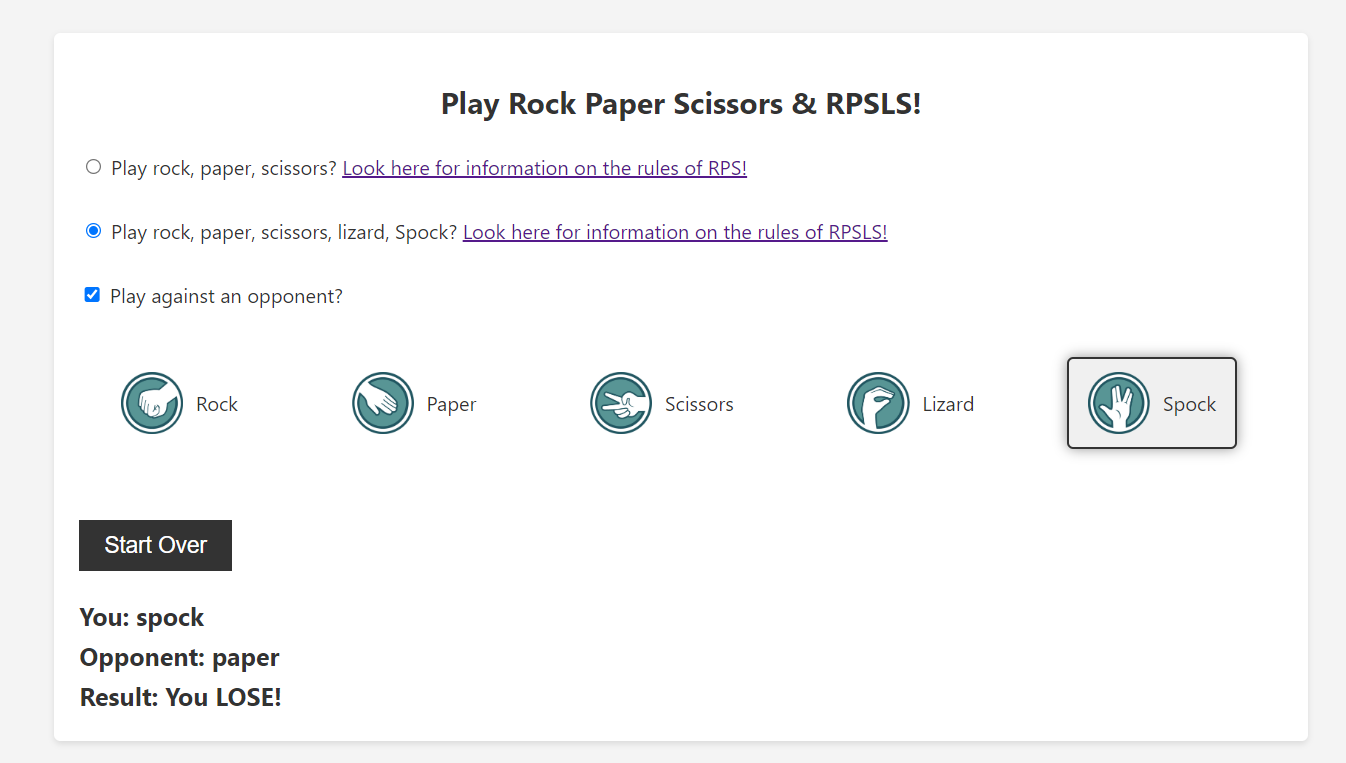 Play Rock Paper Scissors & RPSLS!
Play rock, paper, scissors? Look here for information on the rules of RPS!
Play rock, paper, scissors, lizard, Spock? Look here for information on the rules of RPSLS!
Play against an opponent?
Rock Paper Scissors Lizard Spock
Start Over
You: spock
Opponent: paper
Result: You LOSE!